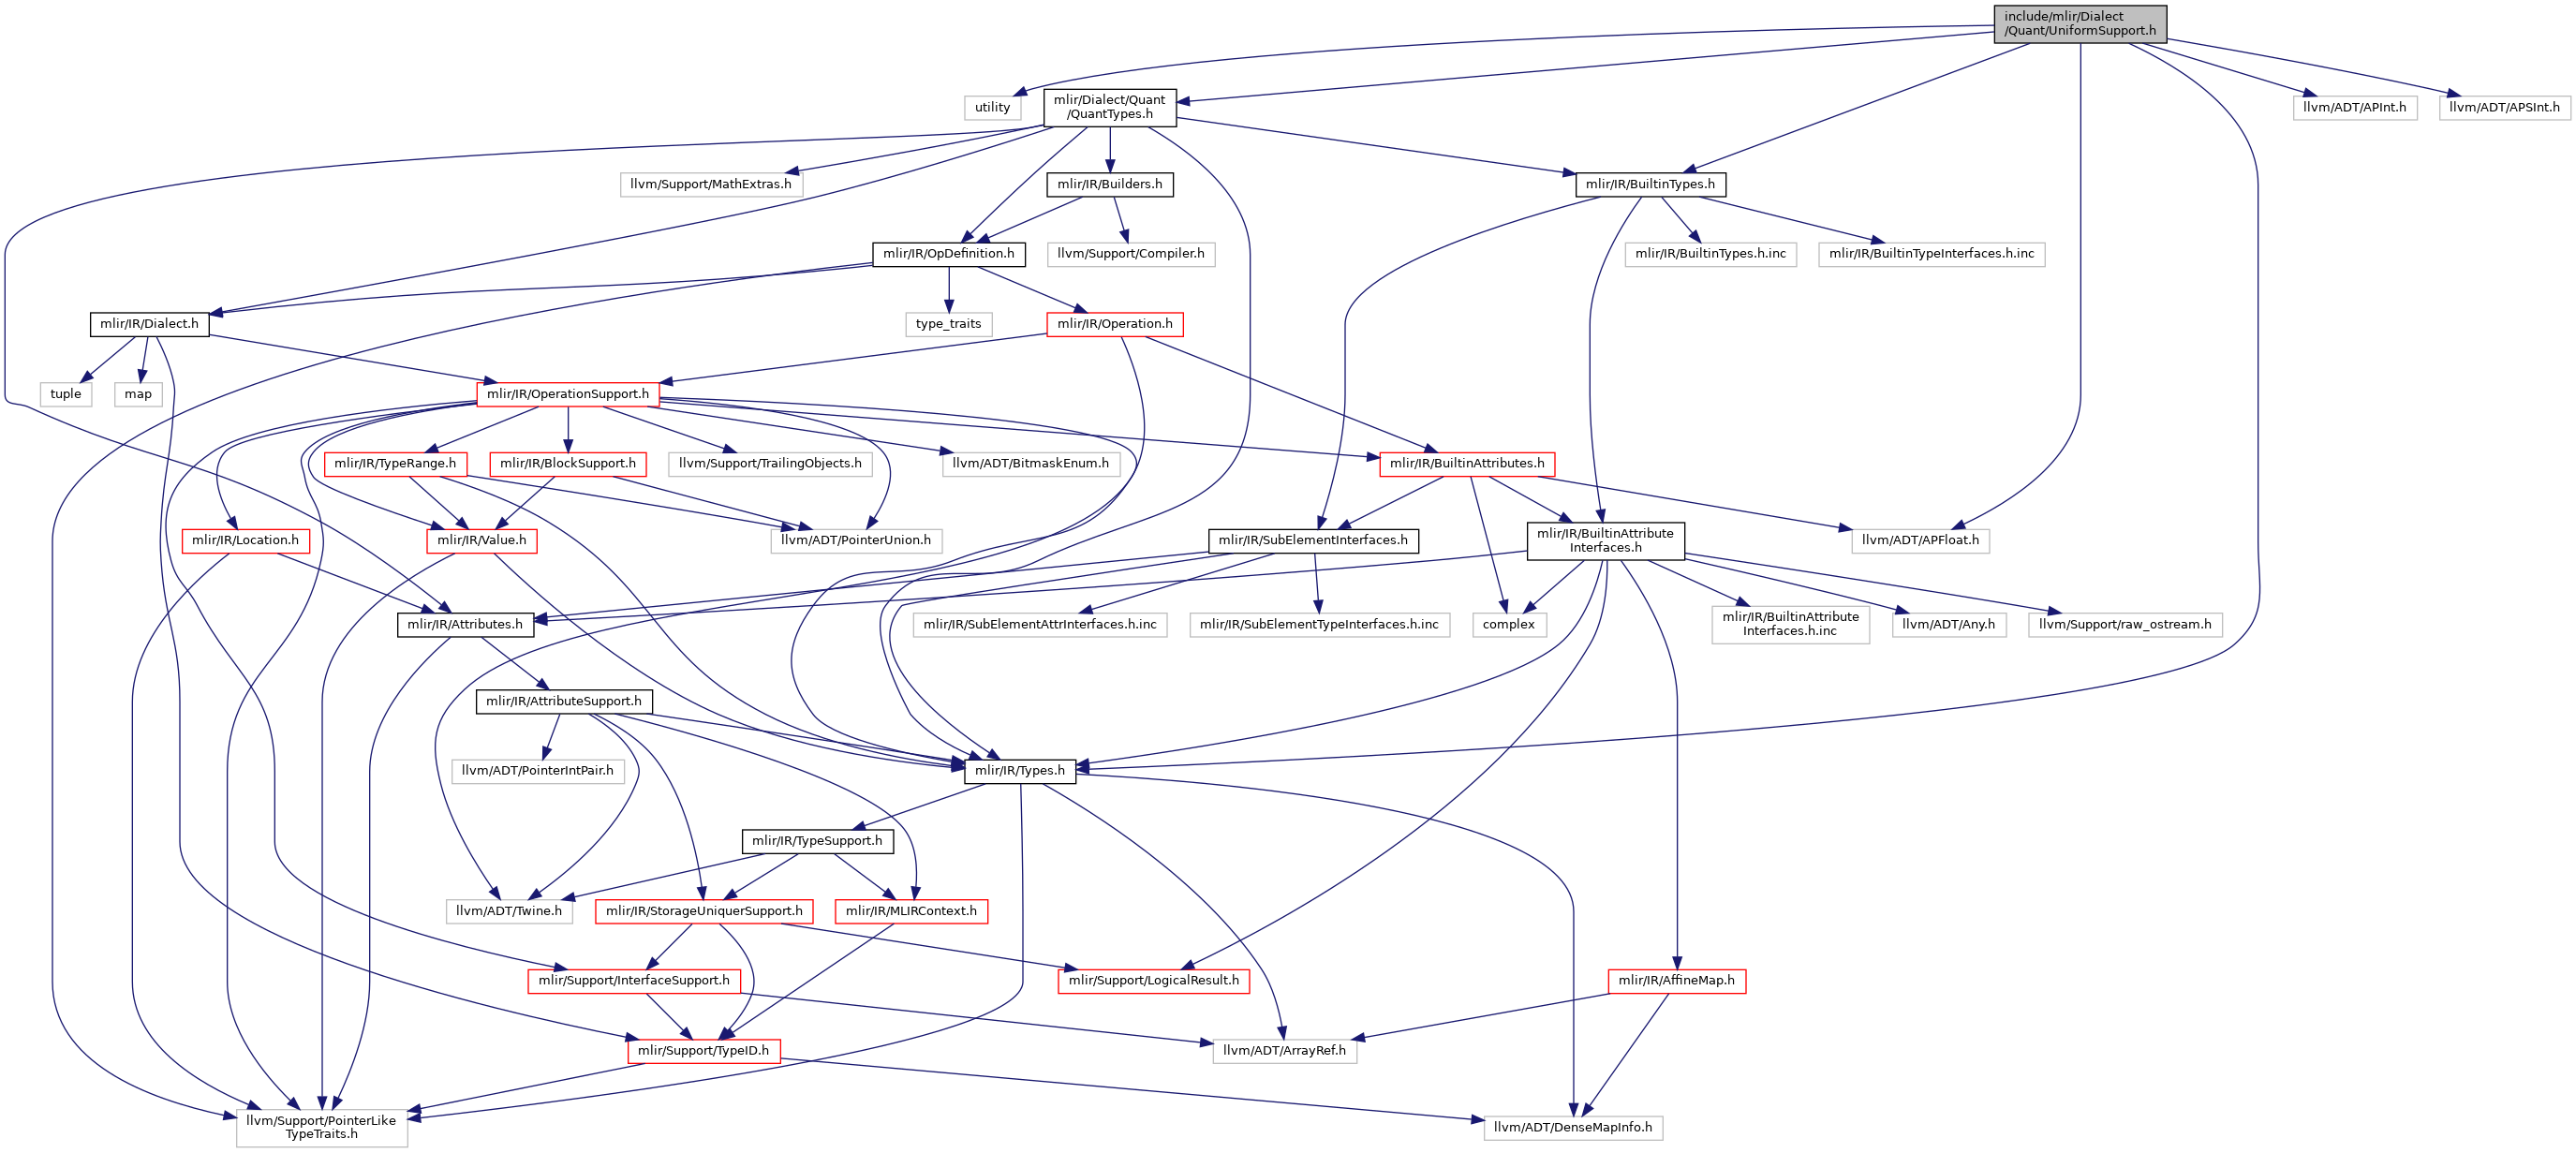 include/mlir/Dialect
/Quant/UniformSupport.h
utility
mlir/Dialect/Quant
/QuantTypes.h
llvm/ADT/APInt.h
llvm/ADT/APSInt.h
llvm/Support/MathExtras.h
mlir/IR/Builders.h
mlir/IR/BuiltinTypes.h
mlir/IR/OpDefinition.h
llvm/Support/Compiler.h
mlir/IR/BuiltinTypes.h.inc
mlir/IR/BuiltinTypeInterfaces.h.inc
mlir/IR/Dialect.h
type_traits
mlir/IR/Operation.h
tuple
map
mlir/IR/OperationSupport.h
mlir/IR/TypeRange.h
mlir/IR/BlockSupport.h
llvm/Support/TrailingObjects.h
llvm/ADT/BitmaskEnum.h
mlir/IR/BuiltinAttributes.h
mlir/IR/Location.h
mlir/IR/Value.h
llvm/ADT/PointerUnion.h
mlir/IR/SubElementInterfaces.h
mlir/IR/BuiltinAttribute
Interfaces.h
llvm/ADT/APFloat.h
mlir/IR/Attributes.h
mlir/IR/SubElementAttrInterfaces.h.inc
mlir/IR/SubElementTypeInterfaces.h.inc
complex
mlir/IR/BuiltinAttribute
Interfaces.h.inc
llvm/ADT/Any.h
llvm/Support/raw_ostream.h
mlir/IR/AttributeSupport.h
llvm/ADT/PointerIntPair.h
mlir/IR/Types.h
mlir/IR/TypeSupport.h
llvm/ADT/Twine.h
mlir/IR/StorageUniquerSupport.h
mlir/IR/MLIRContext.h
mlir/Support/InterfaceSupport.h
mlir/Support/LogicalResult.h
mlir/IR/AffineMap.h
mlir/Support/TypeID.h
llvm/ADT/ArrayRef.h
llvm/Support/PointerLike
TypeTraits.h
llvm/ADT/DenseMapInfo.h